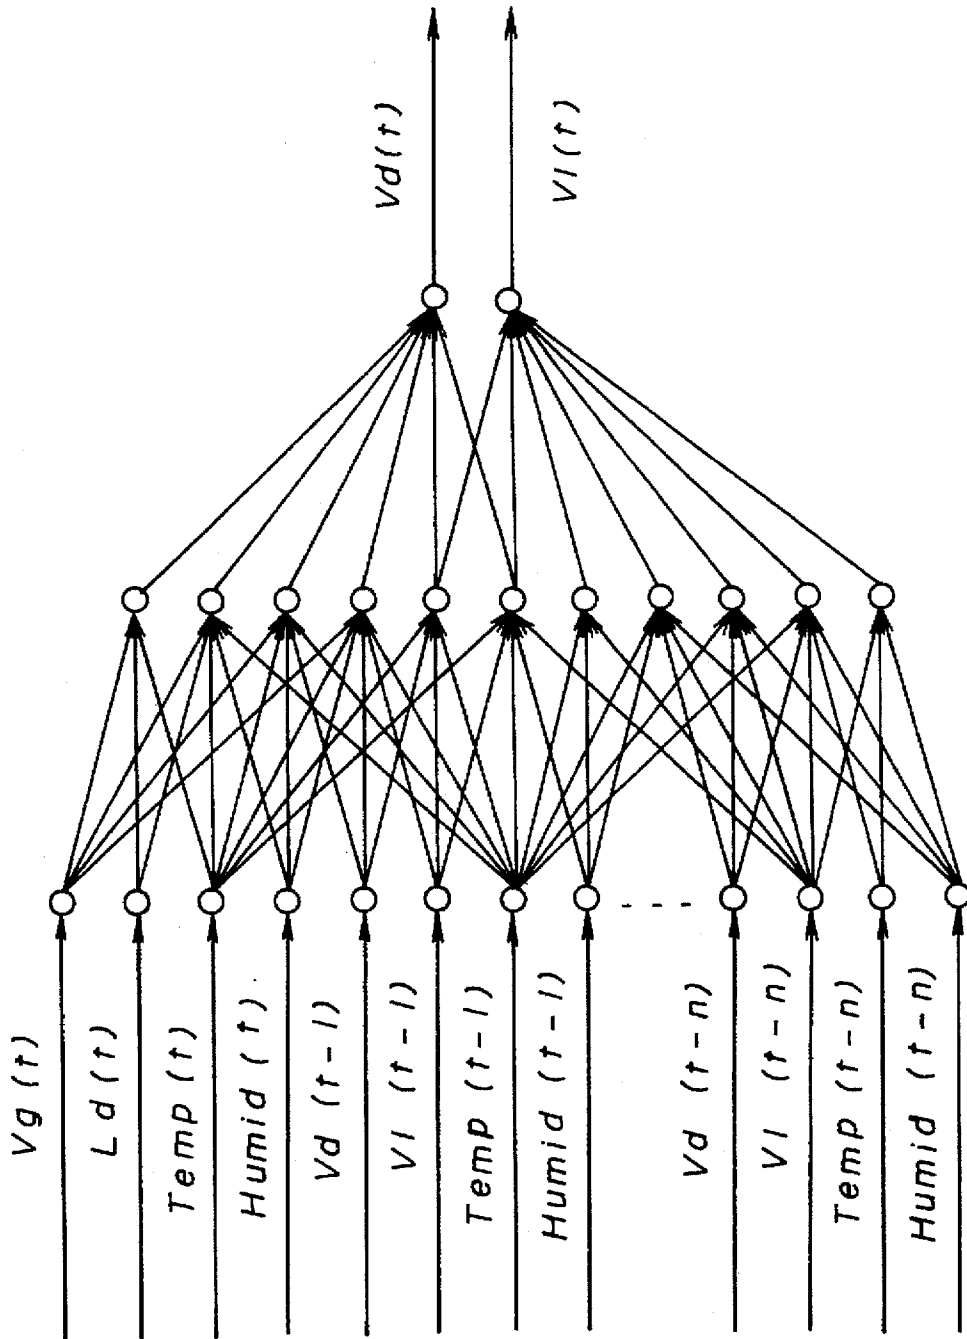 Vd(t)
Vl(t)
Vg(t)
Ld(t)
Temp(t)
Humid(t)
Vd(t-1)
Vl(t-1)
Temp(t-1)
Humid(t-1)
Vd(t-n)
Vl(t-n)
Temp(t-n)
Humid(t-n)